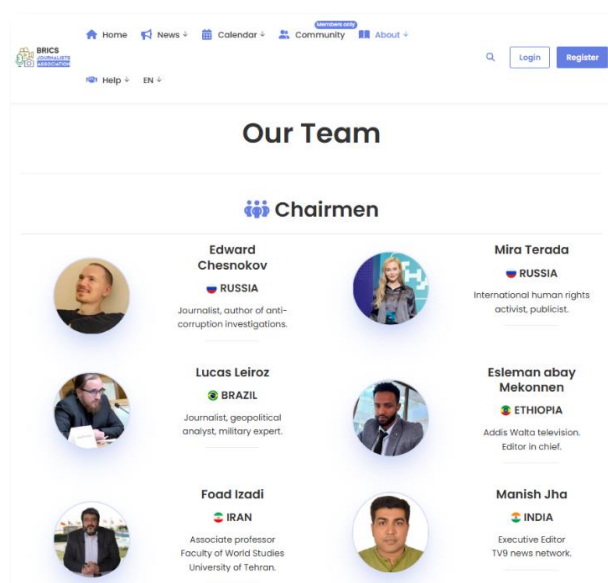 Members only
Home News Calendar Community About
BRICS
JOURNALISTS
ASSOCIATION
Login Register
Help EN
Our Team
Chairmen
Edward
Chesnokov
RUSSIA
Journalist, author of anti-
corruption investigations.
Mira Terada
RUSSIA
International human rights
activist, publicist.
Lucas Leiroz
BRAZIL
Journalist, geopolitical
analyst, military expert.
Esleman abay
Mekonnen
ETHIOPIA
Addis Walta television.
Editor in chief.
Foad Izadi
IRAN
Associate professor
Faculty of World Studies
University of Tehran.
Manish Jha
INDIA
Executive Editor
TV9 news network.